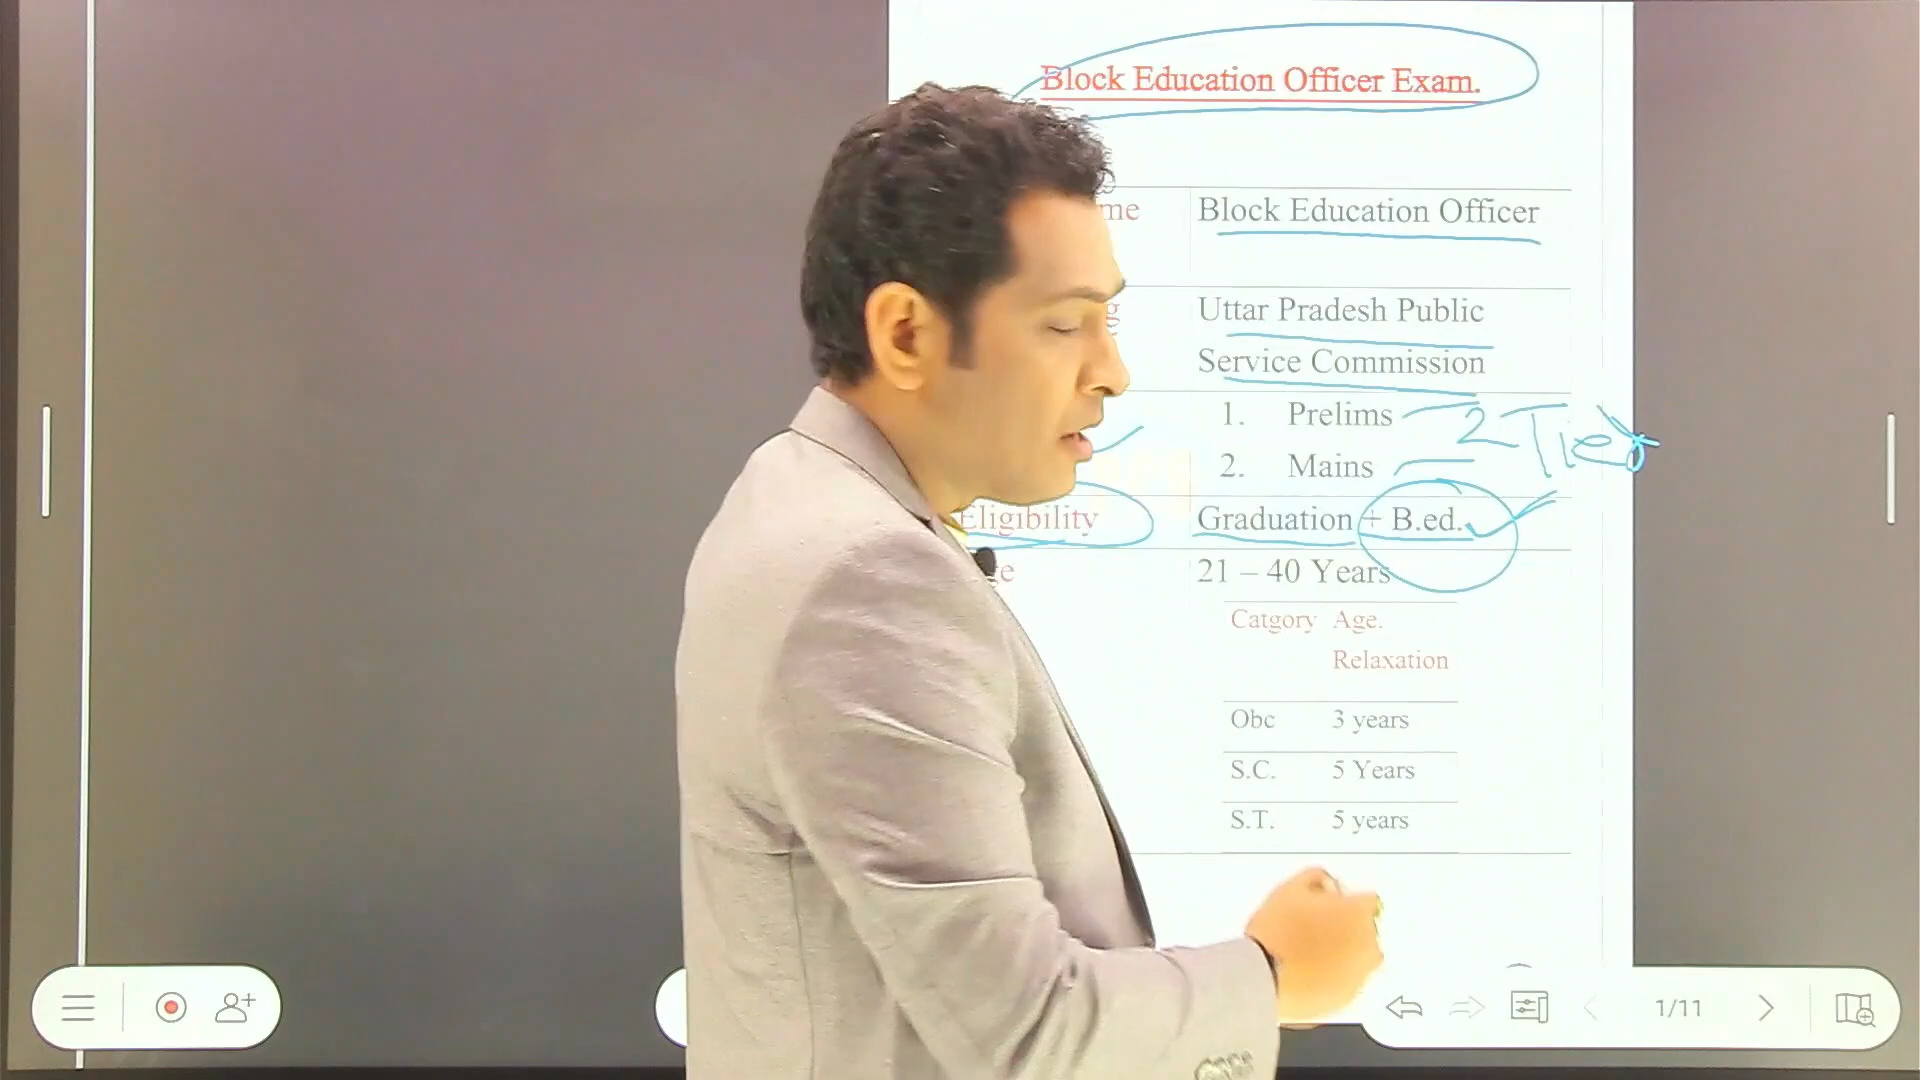 Block Education Officer Exam.
me Block Education Officer
g Uttar Pradesh Public
Service Commission
1. Prelims 2 Tier
2. Mains
Eligibility Graduation + B.ed.
e 21 – 40 Years
Catgory Age.
Relaxation
Obc 3 years
S.C. 5 Years
S.T. 5 years
1/11